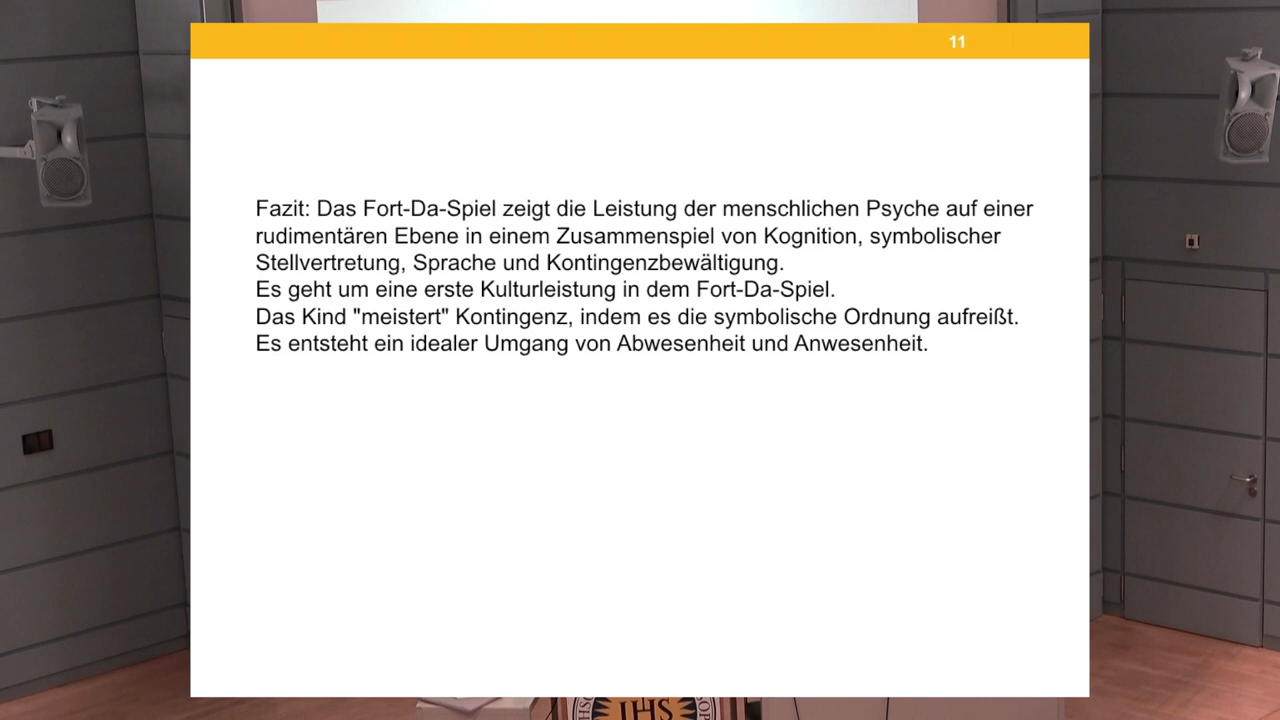 11
Fazit: Das Fort-Da-Spiel zeigt die Leistung der menschlichen Psyche auf einer
rudimentären Ebene in einem Zusammenspiel von Kognition, symbolischer
Stellvertretung, Sprache und Kontingenzbewältigung.
Es geht um eine erste Kulturleistung in dem Fort-Da-Spiel.
Das Kind "meistert" Kontingenz, indem es die symbolische Ordnung aufreißt.
Es entsteht ein idealer Umgang von Abwesenheit und Anwesenheit.
IHS